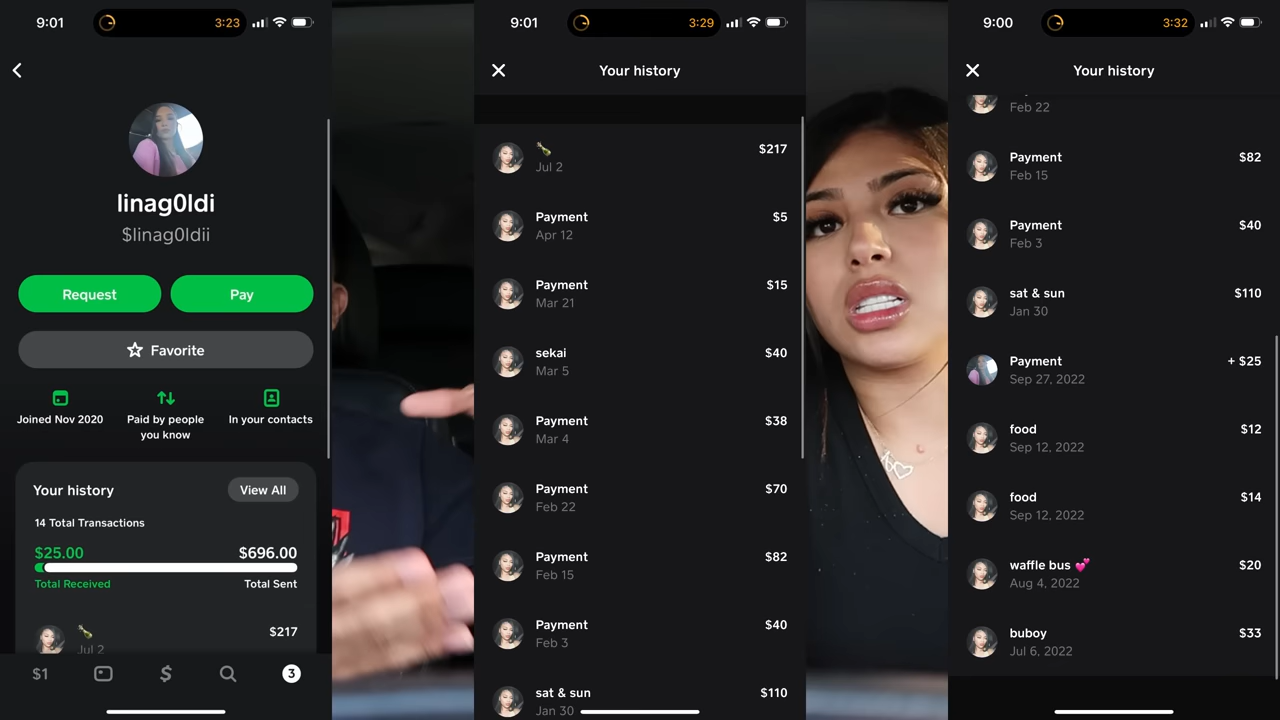 9:01
3:23
linag0ldi
$linag0ldii
Request
Pay
Favorite
Joined Nov 2020
Paid by people
you know
In your contacts
Your history
View All
14 Total Transactions
$25.00
$696.00
Total Received
Total Sent
$217
Jul 2
$1
$
3
9:01
3:29
Your history
$217
Jul 2
Payment
$5
Apr 12
Payment
$15
Mar 21
sekai
$40
Mar 5
Payment
$38
Mar 4
Payment
$70
Feb 22
Payment
$82
Feb 15
Payment
$40
Feb 3
sat & sun
$110
Jan 30
9:00
3:32
Your history
Feb 22
Payment
$82
Feb 15
Payment
$40
Feb 3
sat & sun
$110
Jan 30
Payment
+ $25
Sep 27, 2022
food
$12
Sep 12, 2022
food
$14
Sep 12, 2022
waffle bus 💕
$20
Aug 4, 2022
buboy
$33
Jul 6, 2022